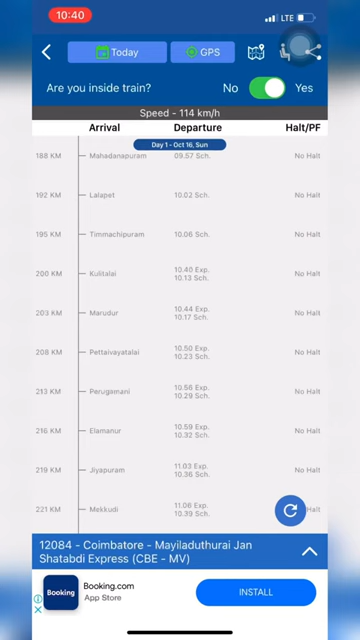 10:40
LTE
Today
GPS
Are you inside train?
No
Yes
Speed - 114 km/h
Arrival Departure Halt/PF
Day 1 - Oct 16, Sun
188 KM Mahadanapuram 09.57 Sch. No Halt
192 KM Lalapet 10.02 Sch. No Halt
195 KM Timmachipuram 10.06 Sch. No Halt
200 KM Kulitalai 10.40 Exp. No Halt
10.13 Sch.
203 KM Marudur 10.44 Exp. No Halt
10.17 Sch.
208 KM Pettaivayatalai 10.50 Exp. No Halt
10.23 Sch.
213 KM Perugamani 10.56 Exp. No Halt
10.29 Sch.
216 KM Elamanur 10.59 Exp. No Halt
10.32 Sch.
219 KM Jiyapuram 11.03 Exp. No Halt
10.36 Sch.
221 KM Mekkudi 11.06 Exp. Halt
10.39 Sch.
12084 - Coimbatore - Mayiladuthurai Jan
Shatabdi Express (CBE - MV)
Booking
Booking.com
App Store
INSTALL